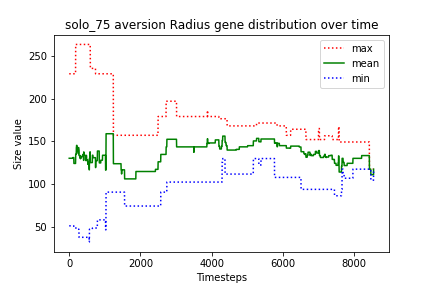 solo_75 aversion Radius gene distribution over time
max
mean
min
Size value
250
200
150
100
50
0
2000
4000
6000
8000
Timesteps